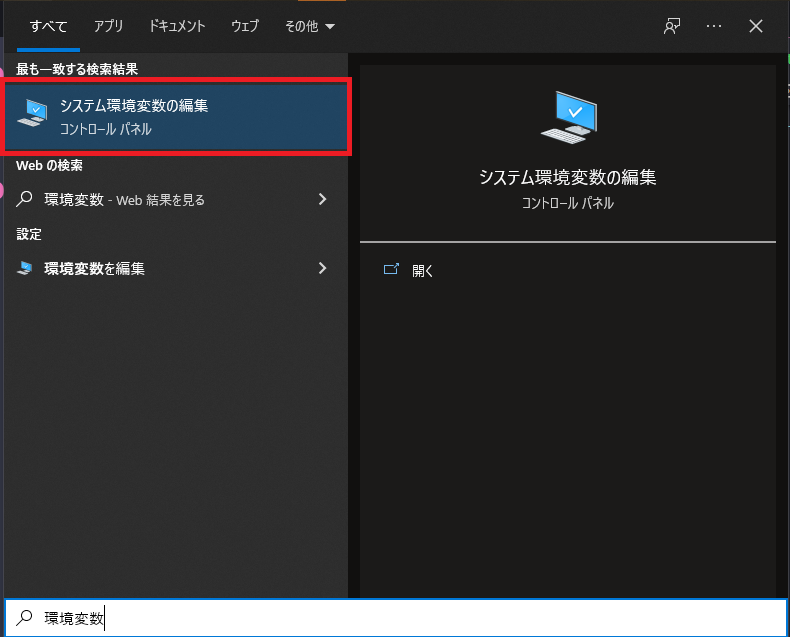 すべて アプリ ドキュメント ウェブ その他
最も一致する検索結果
システム環境変数の編集
コントロール パネル
Web の検索
環境変数 - Web 結果を見る
設定
環境変数を編集
システム環境変数の編集
コントロール パネル
開く
環境変数